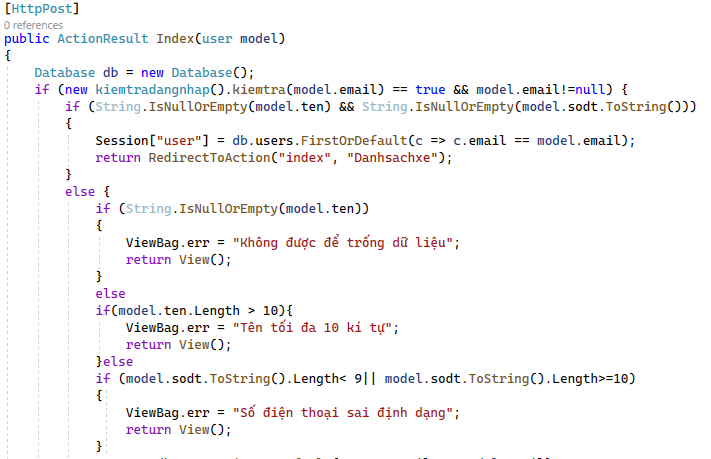 [HttpPost]
0 references
public ActionResult Index(user model)
{
    Database db = new Database();
    if (new kiemtradangnhap().kiemtra(model.email) == true && model.email!=null) {
        if (String.IsNullOrEmpty(model.ten) && String.IsNullOrEmpty(model.sodt.ToString()))
        {
            Session["user"] = db.users.FirstOrDefault(c => c.email == model.email);
            return RedirectToAction("index", "Danhsachxe");
        }
        else {
            if (String.IsNullOrEmpty(model.ten))
            {
                ViewBag.err = "Không được để trống dữ liệu";
                return View();
            }
            else
            if(model.ten.Length > 10){
                ViewBag.err = "Tên tối đa 10 kí tự";
                return View();
            }else
            if (model.sodt.ToString().Length< 9|| model.sodt.ToString().Length>=10)
            {
                ViewBag.err = "Số điện thoại sai định dạng";
                return View();
            }